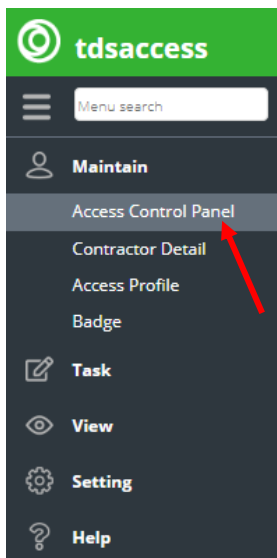 tdsaccess
Menu search
Maintain
Access Control Panel
Contractor Detail
Access Profile
Badge
Task
View
Setting
Help